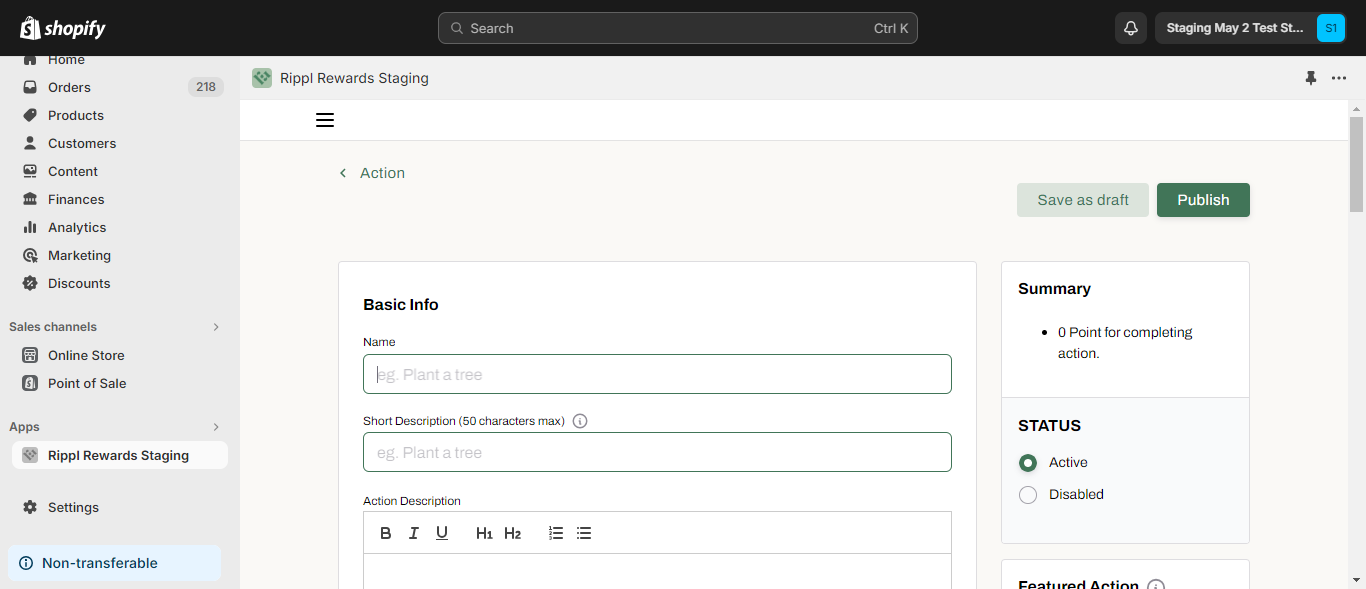 shopify
Search
Ctrl K
Staging May 2 Test St...
S1
Home
Orders
218
Products
Customers
Content
Finances
Analytics
Marketing
Discounts
Sales channels
Online Store
Point of Sale
Apps
Rippl Rewards Staging
Settings
Non-transferable
Rippl Rewards Staging
Action
Save as draft
Publish
Basic Info
Name
eg. Plant a tree
Short Description (50 characters max)
eg. Plant a tree
Action Description
B I U H1 H2
Summary
0 Point for completing
action.
STATUS
Active
Disabled
Featured Action